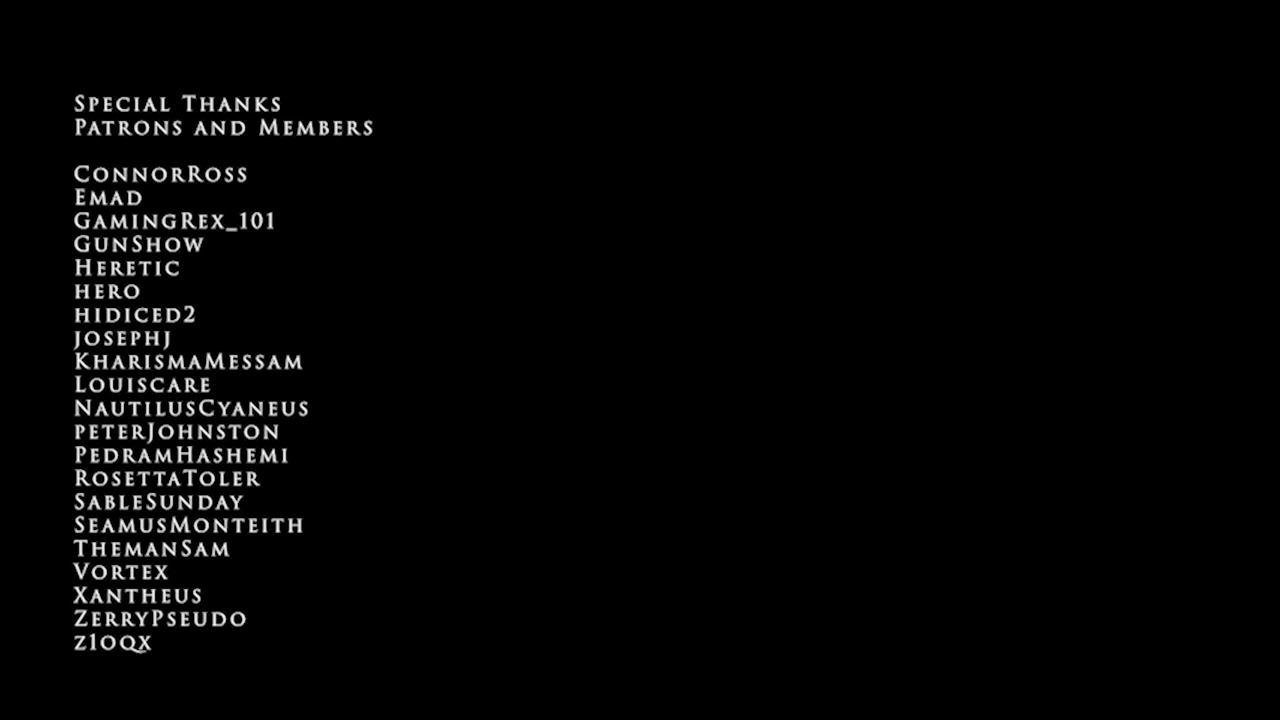 Special Thanks
Patrons and Members
ConnorRoss
Emad
GamingRex_101
GunShow
Heretic
hero
hidiced2
josephj
KharismaMessam
Louiscare
NautilusCyaneus
peterJohnston
PedramHashemi
RosettaToler
SableSunday
SeamusMonteith
ThemanSam
Vortex
Xantheus
ZerryPseudo
z1oqx